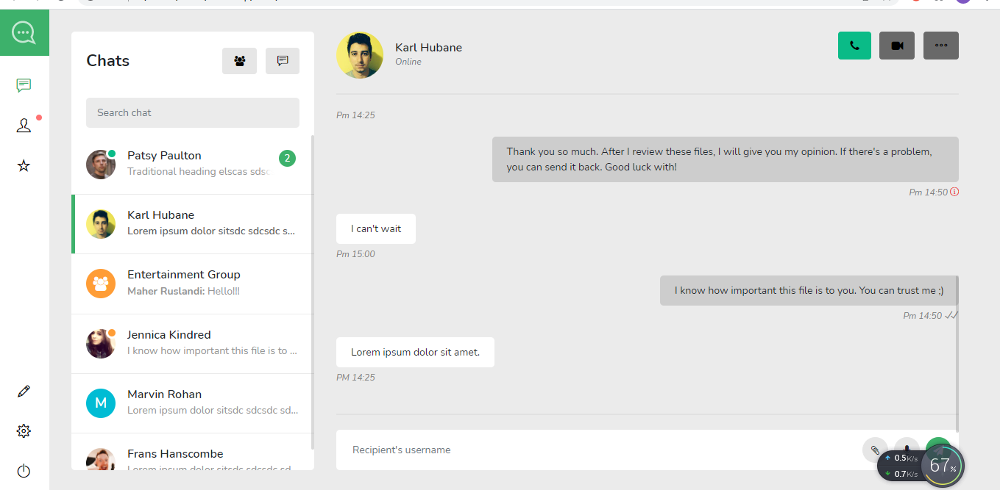 Chats
Search chat
Patsy Paulton
2
Traditional heading elscas sdsc
Karl Hubane
Lorem ipsum dolor sitsdc sdcsdc s...
Entertainment Group
Maher Ruslandi: Hello!!!
Jennica Kindred
I know how important this file is to ...
M
Marvin Rohan
Lorem ipsum dolor sitsdc sdcsdc sd...
Frans Hanscombe
Lorem ipsum dolor sitsdc sdcsdc sd...
Karl Hubane
Online
Pm 14:25
Thank you so much. After I review these files, I will give you my opinion. If there's a problem,
you can send it back. Good luck with!
Pm 14:50
I can't wait
Pm 15:00
I know how important this file is to you. You can trust me ;)
Pm 14:50
Lorem ipsum dolor sit amet.
PM 14:25
Recipient's username
0.5K/s
0.7K/s
67%